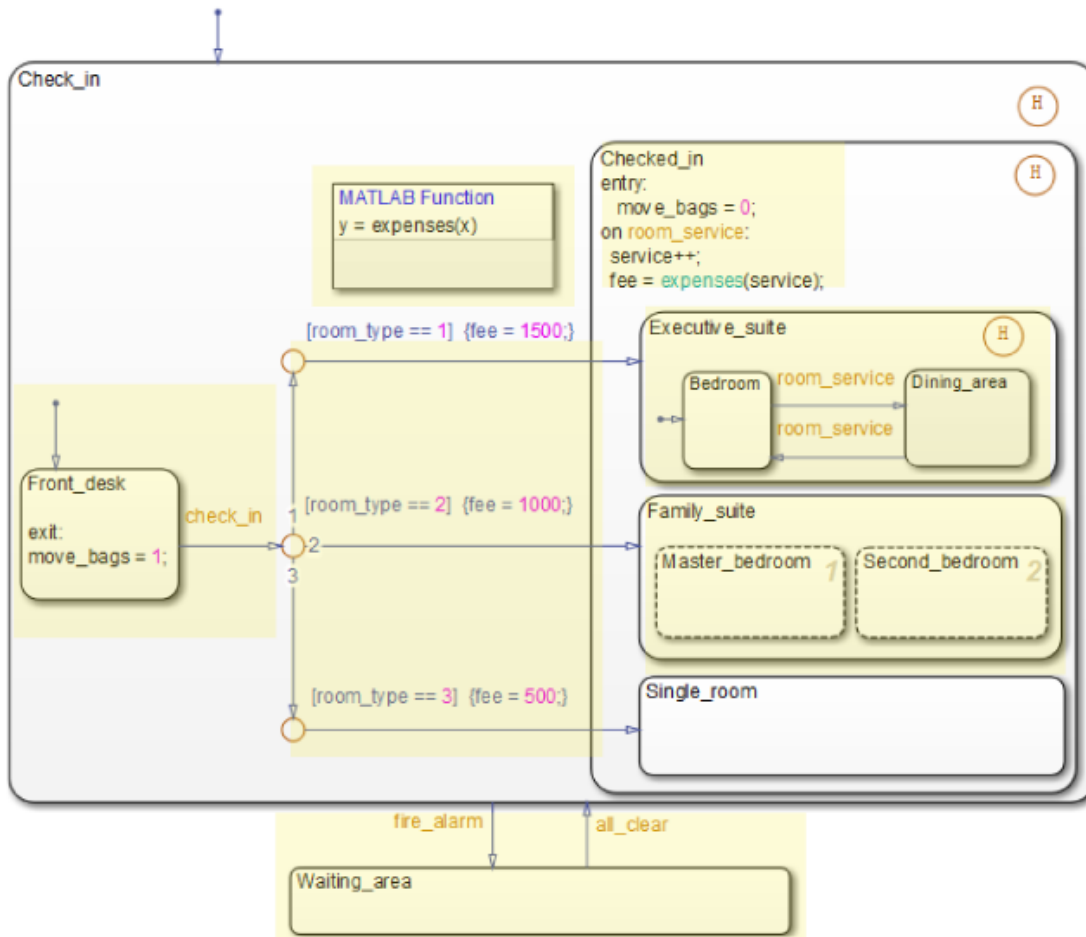 Check_in
H
Checked_in
H
entry:
move_bags = 0;
on room_service:
service++;
fee = expenses(service);
MATLAB Function
y = expenses(x)
[room_type == 1] {fee = 1500;}
Executive_suite
H
Bedroom
room_service
Dining_area
room_service
Front_desk
exit:
move_bags = 1;
check_in
1
2
3
[room_type == 2] {fee = 1000;}
Family_suite
Master_bedroom 1
Second_bedroom 2
[room_type == 3] {fee = 500;}
Single_room
fire_alarm
all_clear
Waiting_area